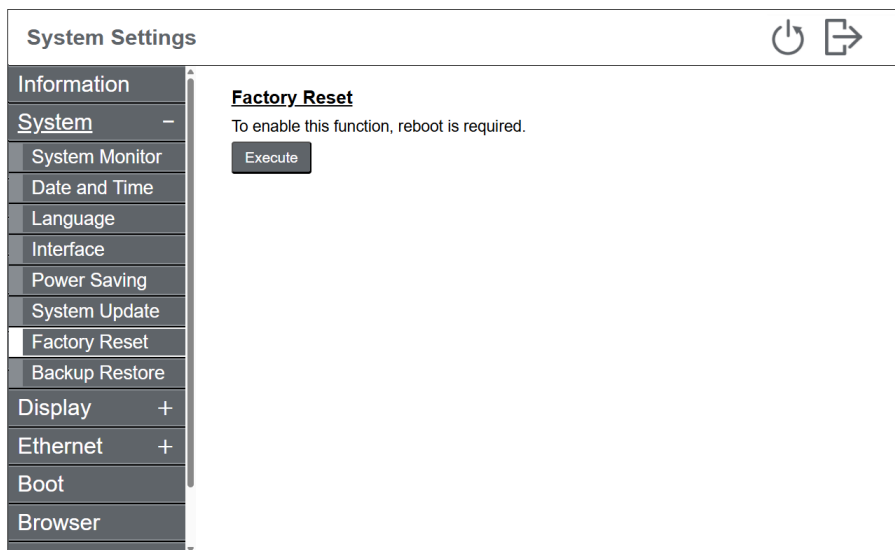 System Settings
Information
System −
System Monitor
Date and Time
Language
Interface
Power Saving
System Update
Factory Reset
Backup Restore
Display +
Ethernet +
Boot
Browser
Factory Reset
To enable this function, reboot is required.
Execute